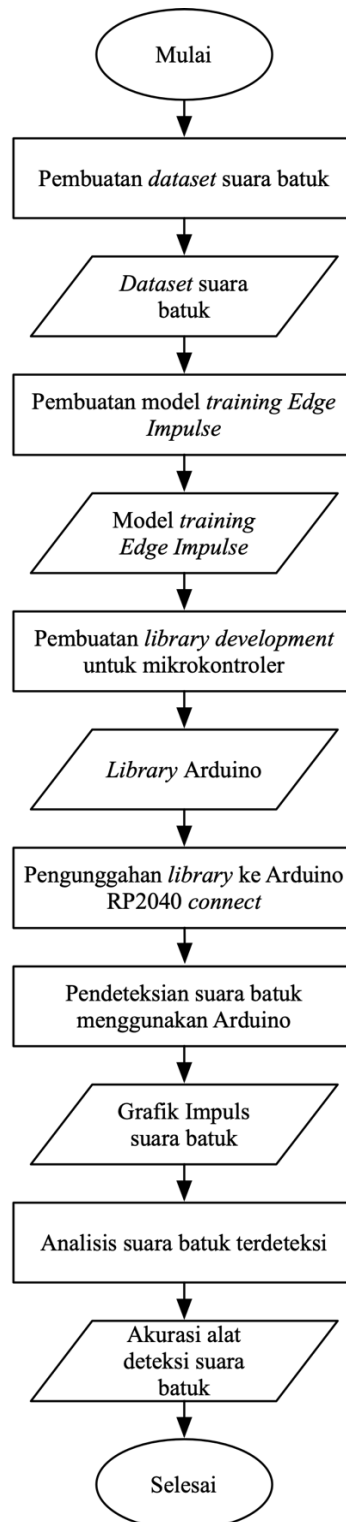 Mulai
Pembuatan dataset suara batuk
Dataset suara
batuk
Pembuatan model training Edge
Impulse
Model training
Edge Impulse
Pembuatan library development
untuk mikrokontroler
Library Arduino
Pengunggahan library ke Arduino
RP2040 connect
Pendeteksian suara batuk
menggunakan Arduino
Grafik Impuls
suara batuk
Analisis suara batuk terdeteksi
Akurasi alat
deteksi suara
batuk
Selesai